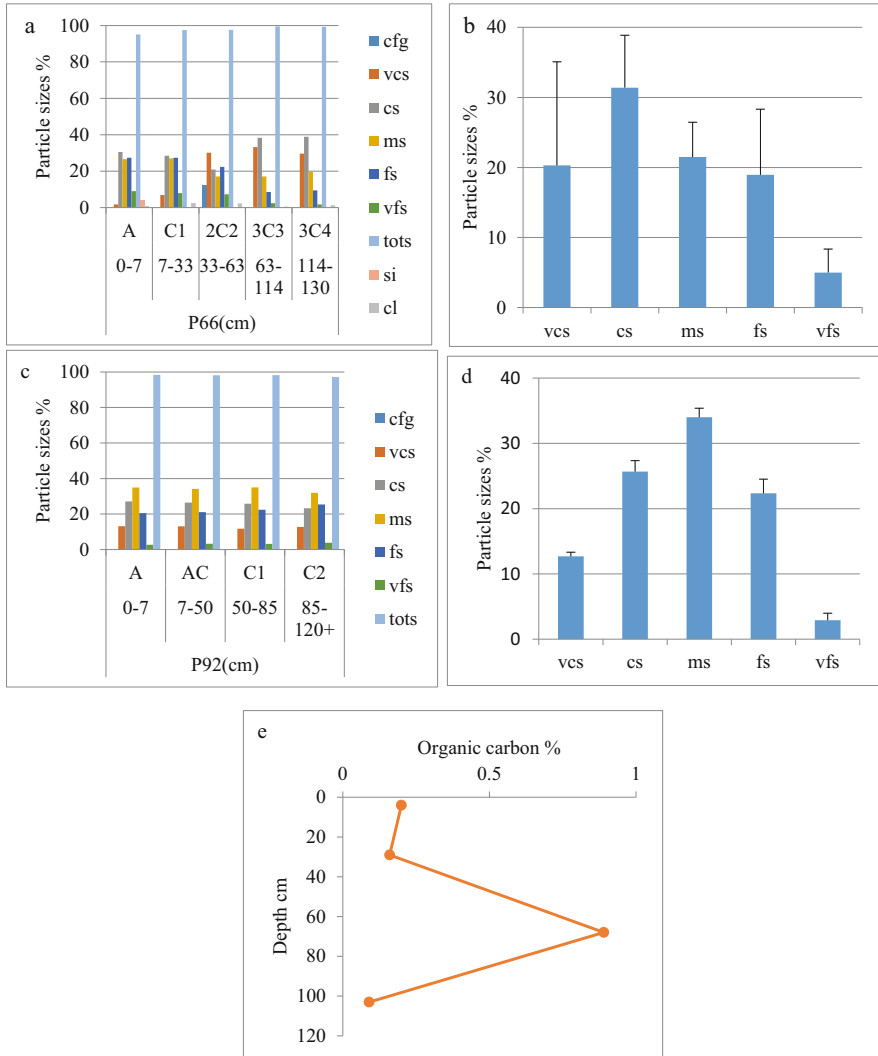 a
Particle sizes %
100
80
60
40
20
0
A C1 2C2 3C3 3C4
0-7 7-33 33-63 63-114 114-130
P66(cm)
cfg
vcs
cs
ms
fs
vfs
tots
si
cl
b
Particle sizes %
40
30
20
10
0
vcs cs ms fs vfs
c
Particle sizes %
100
80
60
40
20
0
A AC C1 C2
0-7 7-50 50-85 85-120+
P92(cm)
cfg
vcs
cs
ms
fs
vfs
tots
d
Particle sizes %
40
30
20
10
0
vcs cs ms fs vfs
e
Organic carbon %
0 0.5 1
Depth cm
0
20
40
60
80
100
120